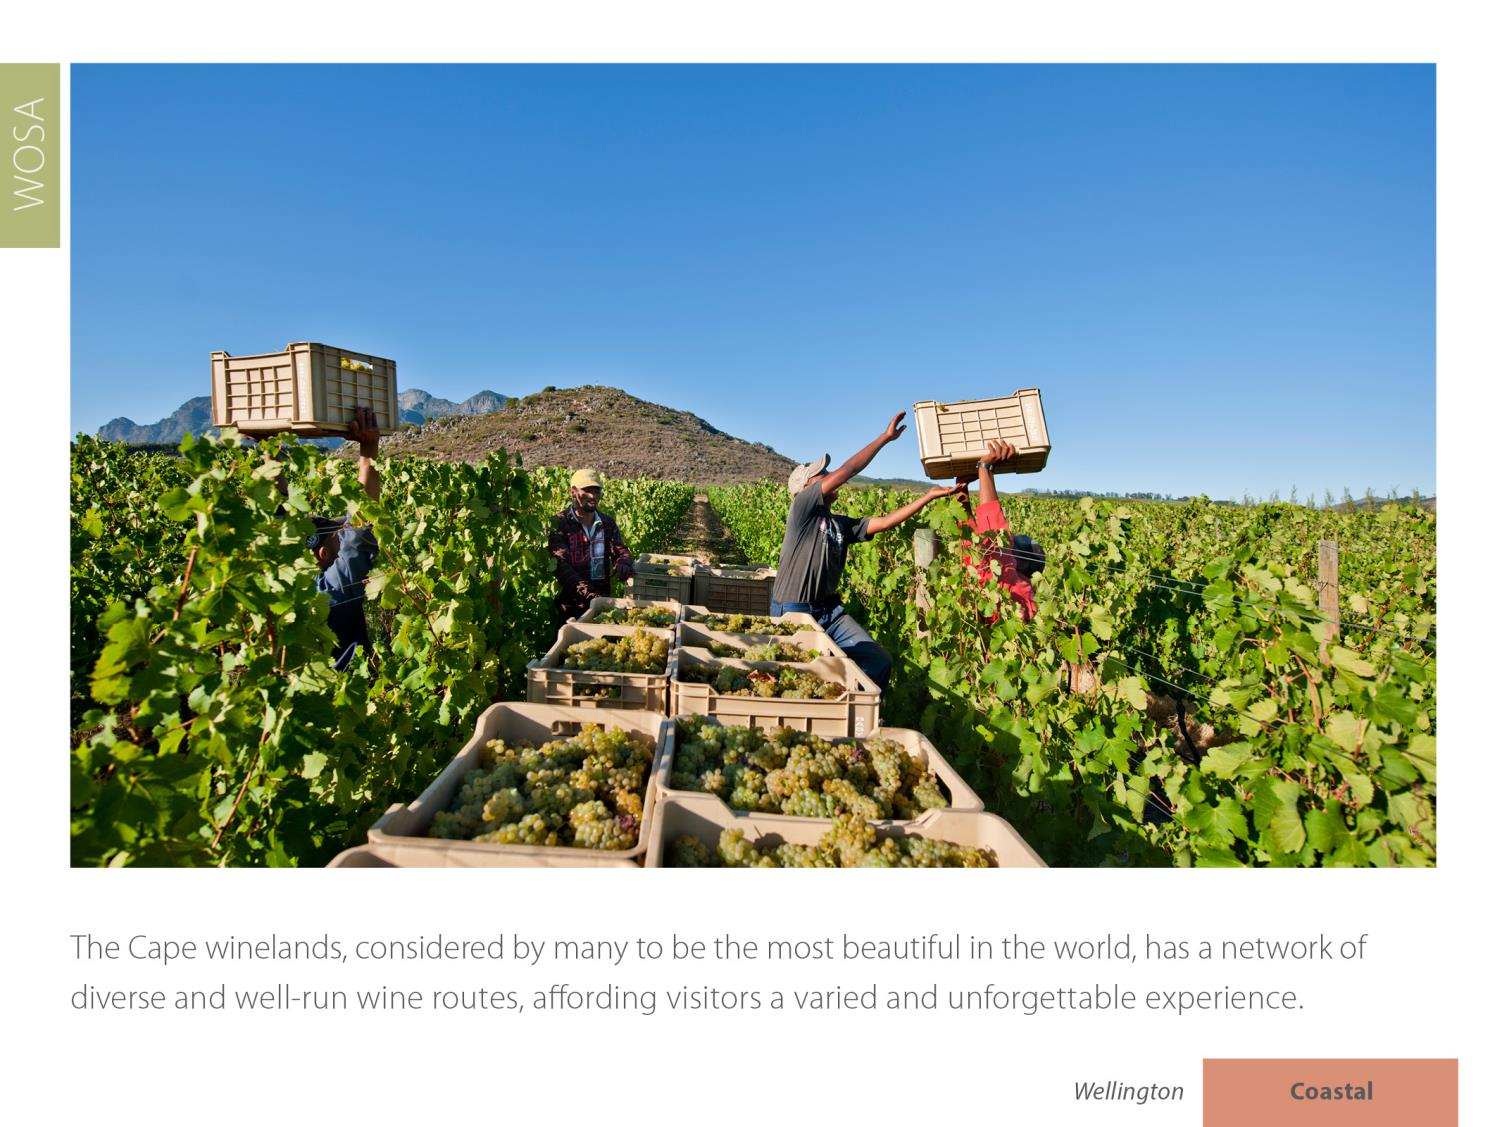 WOSA
The Cape winelands, considered by many to be the most beautiful in the world, has a network of
diverse and well-run wine routes, affording visitors a varied and unforgettable experience.
Wellington
Coastal